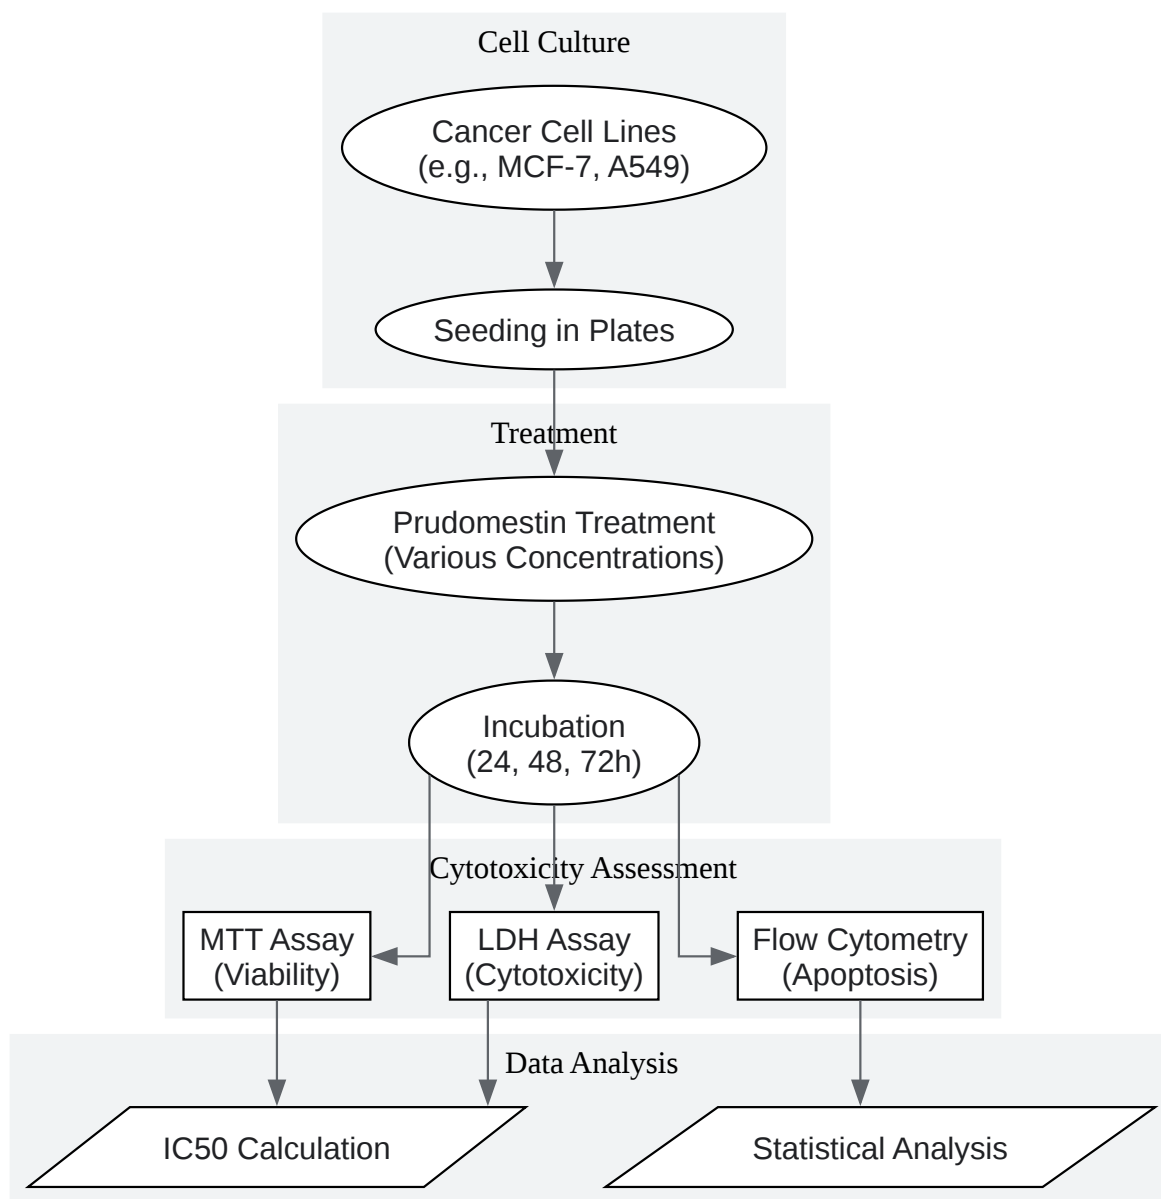 Cell Culture
Cancer Cell Lines
(e.g., MCF-7, A549)
Seeding in Plates
Treatment
Prudomestin Treatment
(Various Concentrations)
Incubation
(24, 48, 72h)
Cytotoxicity Assessment
MTT Assay
(Viability)
LDH Assay
(Cytotoxicity)
Flow Cytometry
(Apoptosis)
Data Analysis
IC50 Calculation
Statistical Analysis